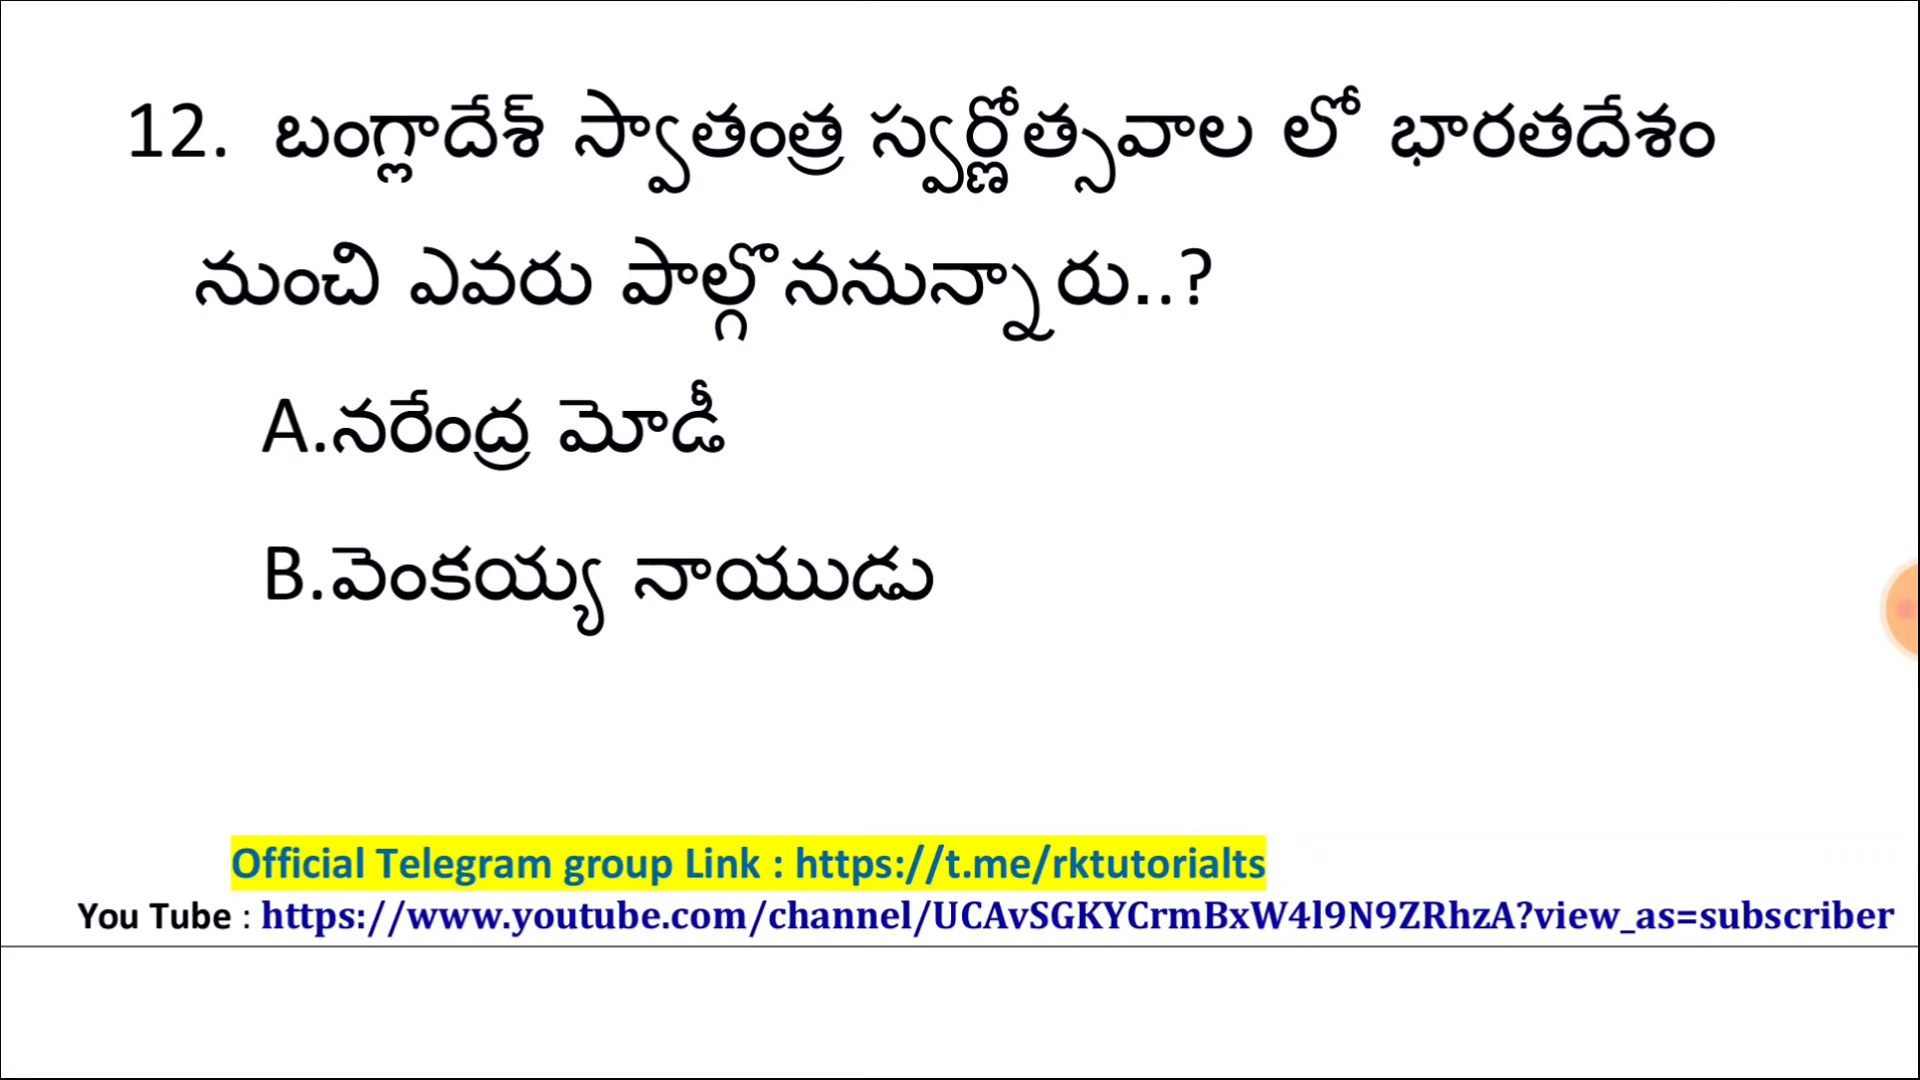 12. బంగ్లాదేశ్ స్వాతంత్ర స్వర్ణోత్సవాల లో భారతదేశం
నుంచి ఎవరు పాల్గొననున్నారు..?
A.నరేంద్ర మోడీ
B.వెంకయ్య నాయుడు
Official Telegram group Link : https://t.me/rktutorialts
You Tube : https://www.youtube.com/channel/UCAvSGKYCrmBxW4l9N9ZRhzA?view_as=subscriber